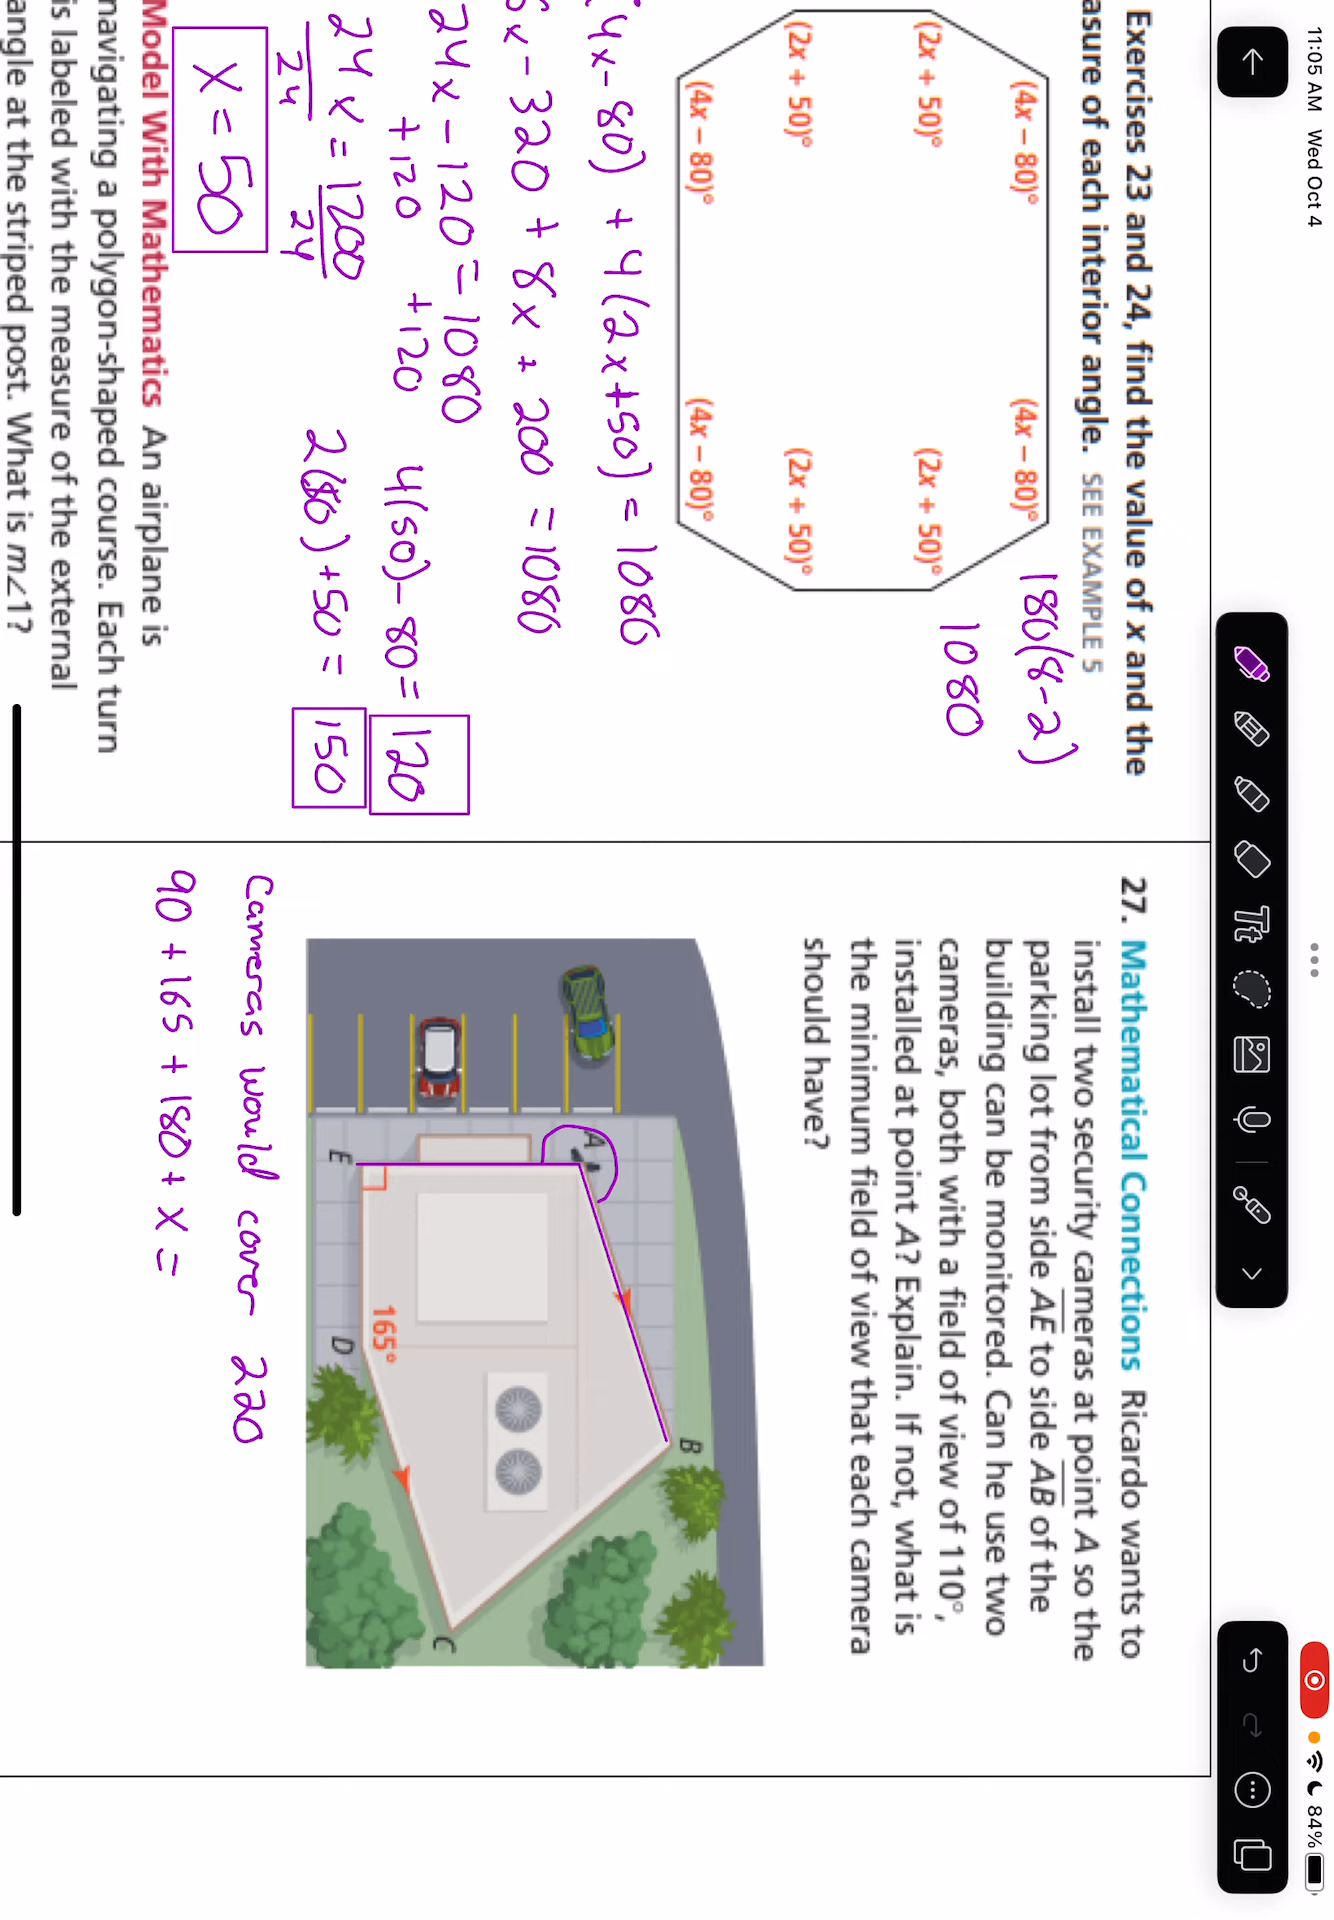 11:05 AM Wed Oct 4
84%
Tt
Exercises 23 and 24, find the value of x and the
asure of each interior angle. SEE EXAMPLE 5
(4x – 80)° (4x – 80)°
(2x + 50)° (2x + 50)°
(2x + 50)° (2x + 50)°
(4x – 80)° (4x – 80)°
180(8-2)
1080
(4x-80) + 4(2x+50) = 1080
6x - 320 + 8x + 200 = 1080
24x - 120 = 1080
+120 +120
24x = 1200
24 24
x = 50
4(50)-80= 120
2(50)+50= 150
Model With Mathematics An airplane is
navigating a polygon-shaped course. Each turn
is labeled with the measure of the external
angle at the striped post. What is m∠1?
27. Mathematical Connections Ricardo wants to
install two security cameras at point A so the
parking lot from side AE to side AB of the
building can be monitored. Can he use two
cameras, both with a field of view of 110°,
installed at point A? Explain. If not, what is
the minimum field of view that each camera
should have?
A
B
E
165°
D
C
Cameras would cover 220
90 + 165 + 180 + x =